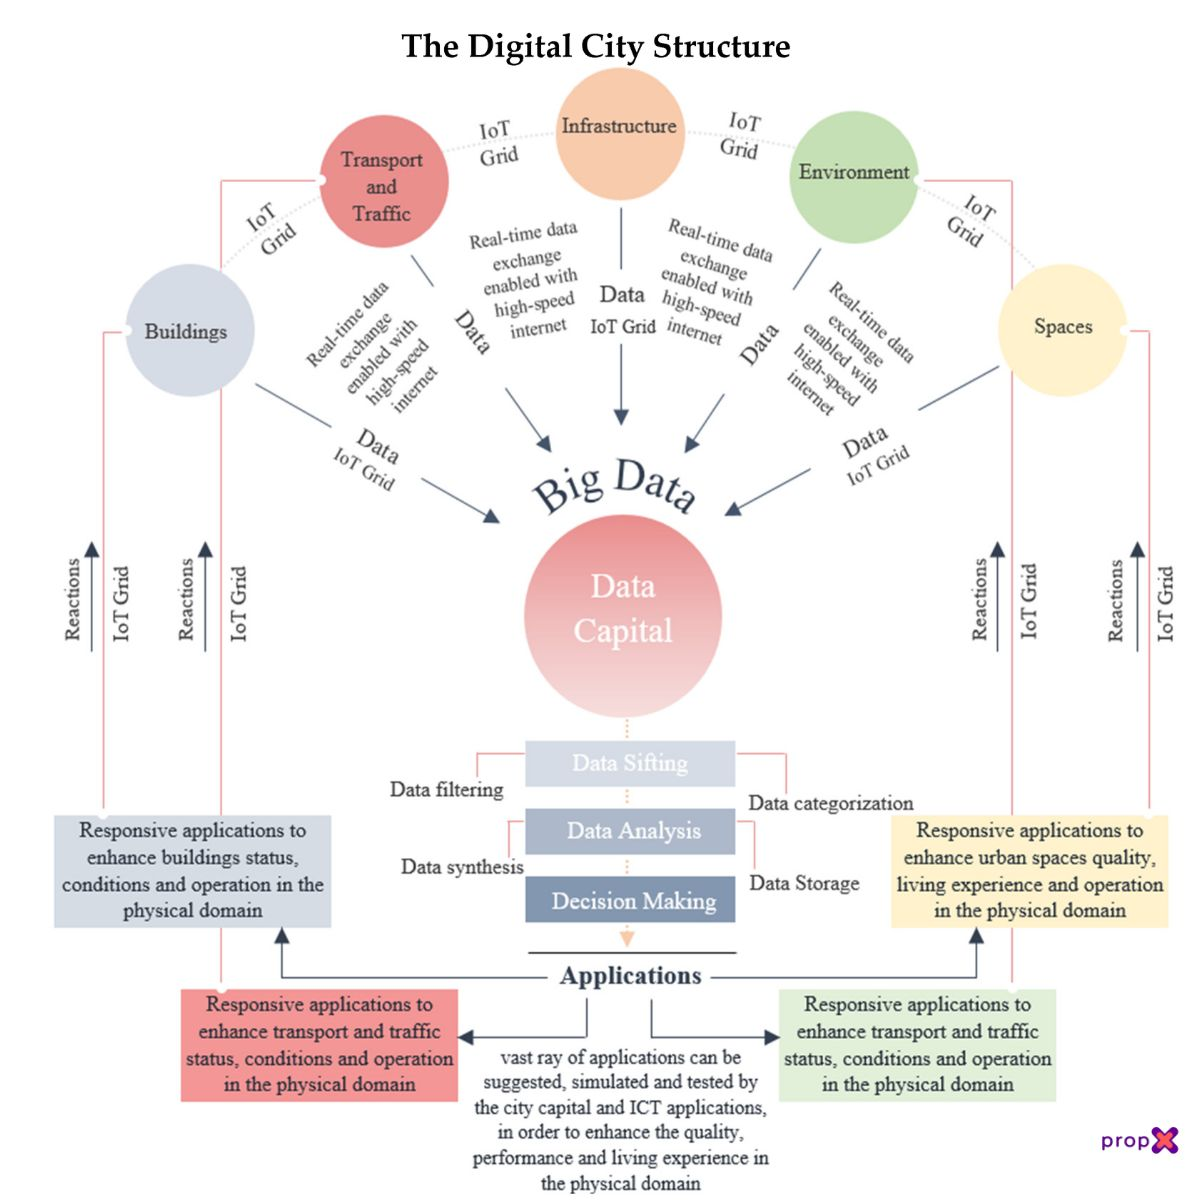 The Digital City Structure
Infrastructure
IoT
Grid
IoT
Grid
Transport
and
Traffic
Environment
IoT
Grid
IoT
Grid
Buildings
Spaces
Real-time data
exchange
enabled with
high-speed
internet
Data
Real-time data
exchange
enabled with
high-speed
internet
Data
IoT Grid
Real-time data
exchange
enabled with
high-speed
internet
Data
Real-time data
exchange
enabled with
high-speed
internet
Data
IoT Grid
Data
IoT Grid
Big Data
Data
Capital
Reactions
IoT Grid
Reactions
IoT Grid
Reactions
IoT Grid
Reactions
IoT Grid
Data Sifting
Data filtering
Data categorization
Data Analysis
Data synthesis
Data Storage
Decision Making
Responsive applications to
enhance buildings status,
conditions and operation in the
physical domain
Responsive applications to
enhance urban spaces quality,
living experience and operation
in the physical domain
Applications
Responsive applications to
enhance transport and traffic
status, conditions and operation
in the physical domain
Responsive applications to
enhance transport and traffic
status, conditions and operation
in the physical domain
vast ray of applications can be
suggested, simulated and tested by
the city capital and ICT applications,
in order to enhance the quality,
performance and living experience in
the physical domain
propX